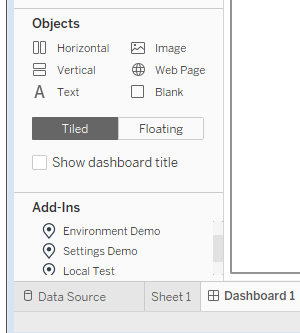 Objects
Horizontal Image
Vertical Web Page
A Text Blank
Tiled Floating
Show dashboard title
Add-Ins
Environment Demo
Settings Demo
Local Test
Data Source Sheet 1 Dashboard 1